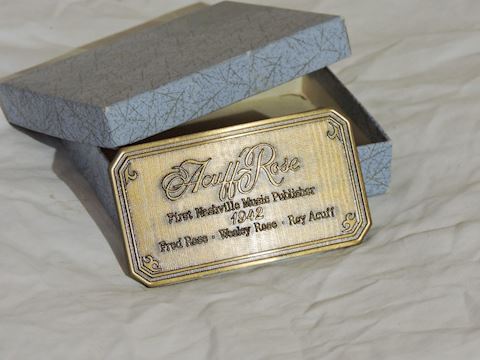 Acuff Rose
First Nashville Music Publisher
1942
Fred Rose · Wesley Rose · Roy Acuff